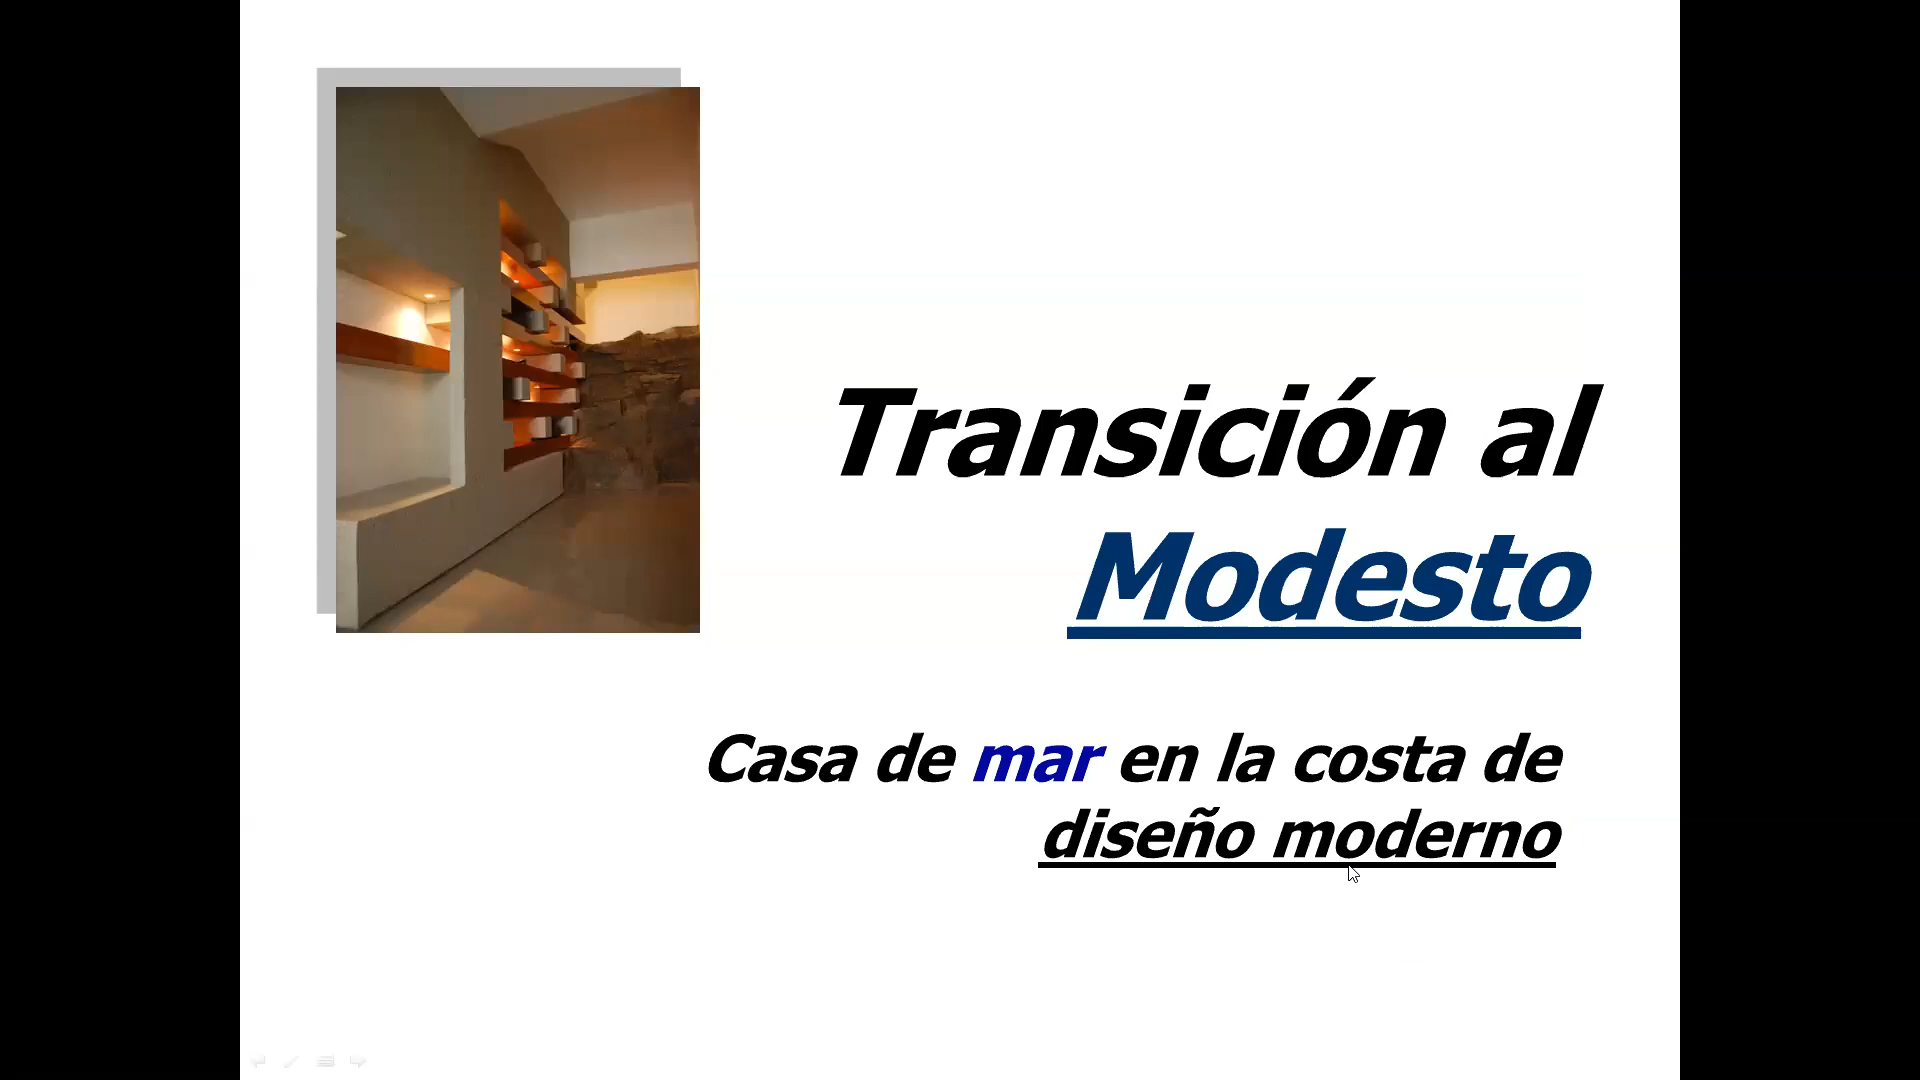 Transición al
Modesto
Casa de mar en la costa de
diseño moderno